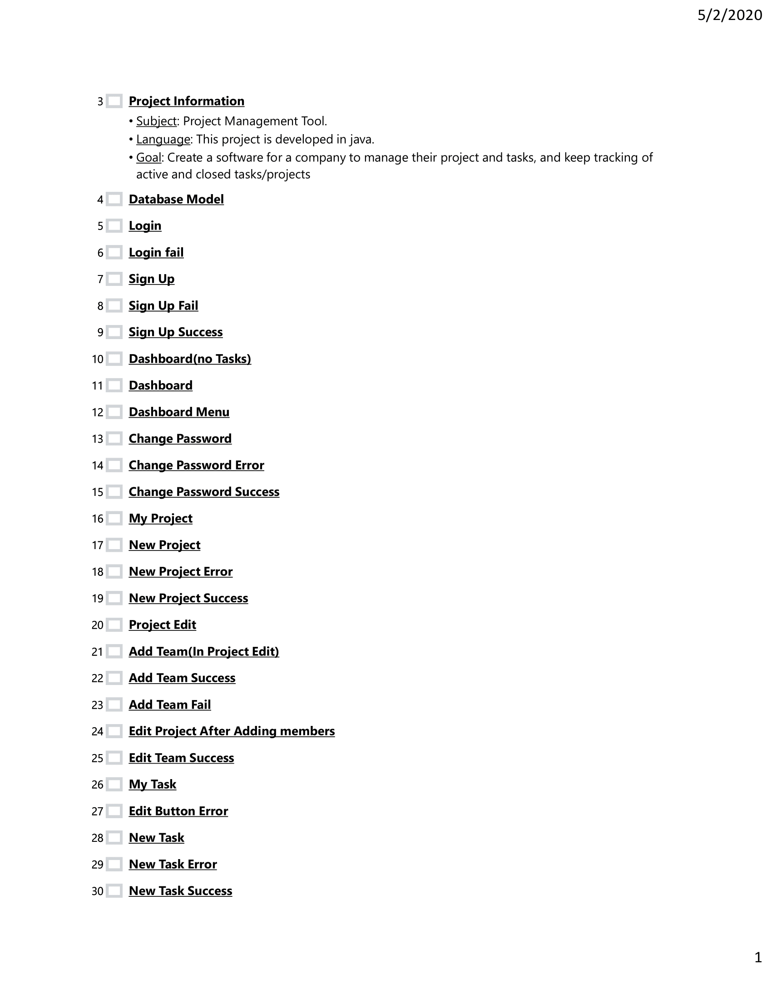 5/2/2020
3 Project Information
• Subject: Project Management Tool.
• Language: This project is developed in java.
• Goal: Create a software for a company to manage their project and tasks, and keep tracking of
active and closed tasks/projects
4 Database Model
5 Login
6 Login fail
7 Sign Up
8 Sign Up Fail
9 Sign Up Success
10 Dashboard(no Tasks)
11 Dashboard
12 Dashboard Menu
13 Change Password
14 Change Password Error
15 Change Password Success
16 My Project
17 New Project
18 New Project Error
19 New Project Success
20 Project Edit
21 Add Team(In Project Edit)
22 Add Team Success
23 Add Team Fail
24 Edit Project After Adding members
25 Edit Team Success
26 My Task
27 Edit Button Error
28 New Task
29 New Task Error
30 New Task Success
1